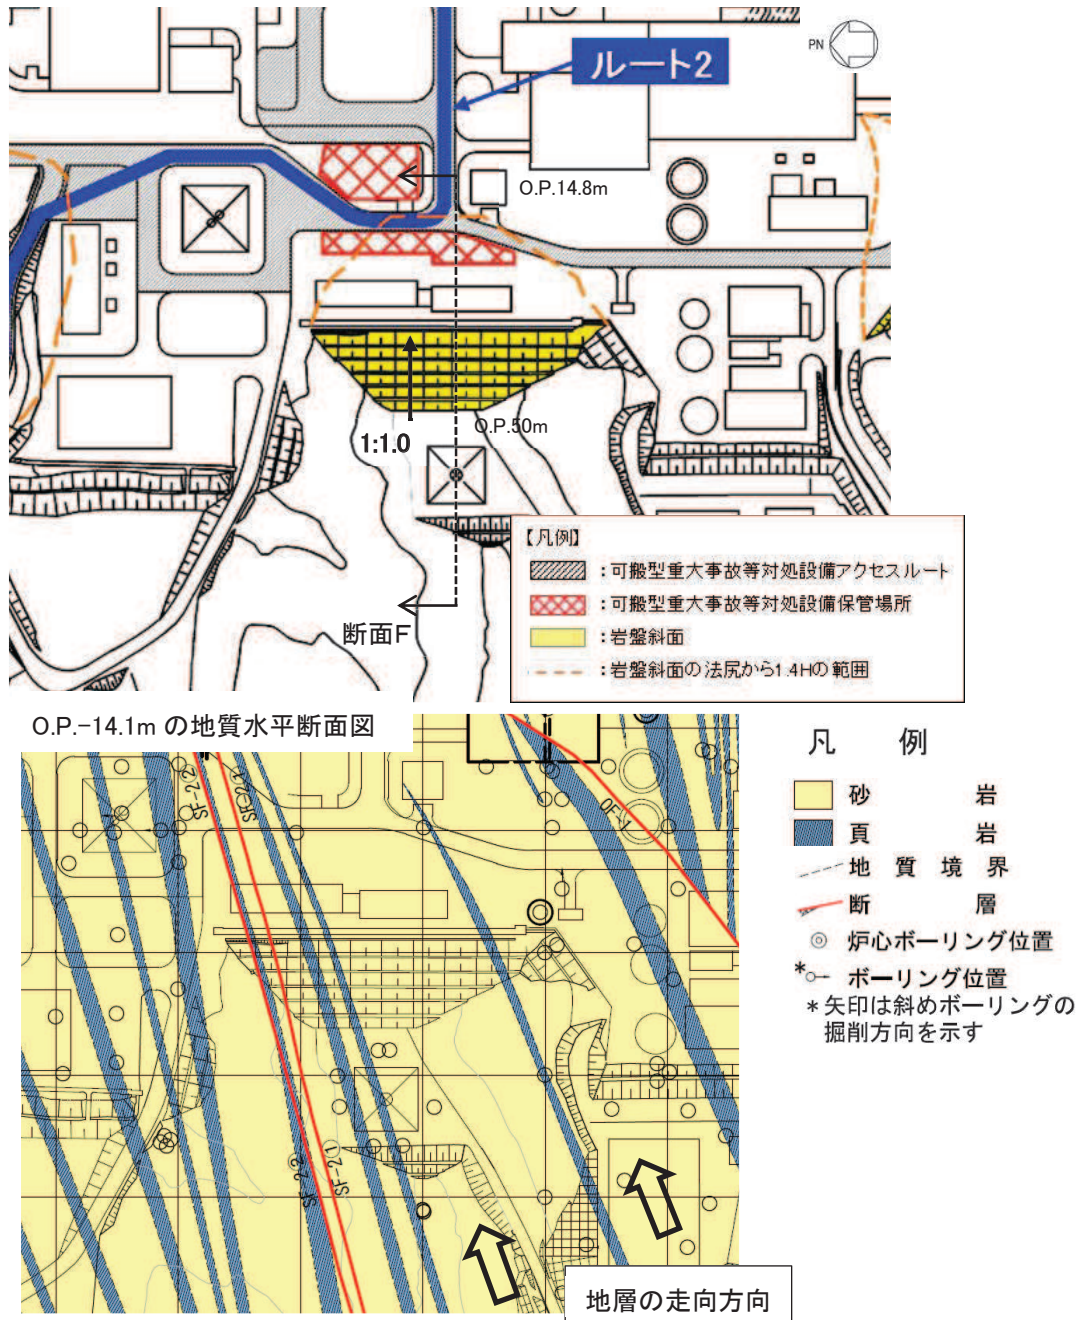 ルート2
PN
O.P.14.8m
O.P.50m
1:1.0
断面F
【凡例】
：可搬型重大事故等対処設備アクセスルート
：可搬型重大事故等対処設備保管場所
：岩盤斜面
：岩盤斜面の法尻から1.4Hの範囲
O.P.-14.1m の地質水平断面図
SF-2.2
SF-2.1
OF-1
SF-2.2
SF-2.1
地層の走向方向
凡 例
砂 岩
頁 岩
地 質 境 界
断 層
炉心ボーリング位置
* ボーリング位置
*矢印は斜めボーリングの
掘削方向を示す